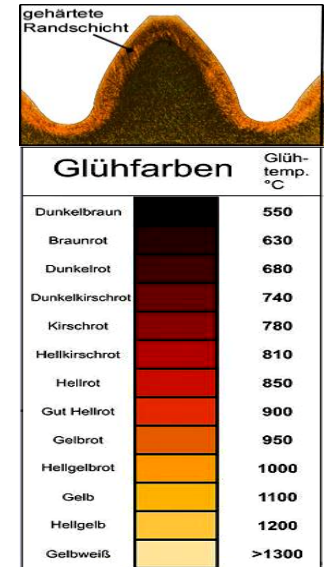 gehärtete
Randschicht
Glühfarben
Glüh-
temp.
°C
Dunkelbraun 550
Braunrot 630
Dunkelrot 680
Dunkelkirschrot 740
Kirschrot 780
Hellkirschrot 810
Hellrot 850
Gut Hellrot 900
Gelbrot 950
Hellgelbrot 1000
Gelb 1100
Hellgelb 1200
Gelbweiß >1300